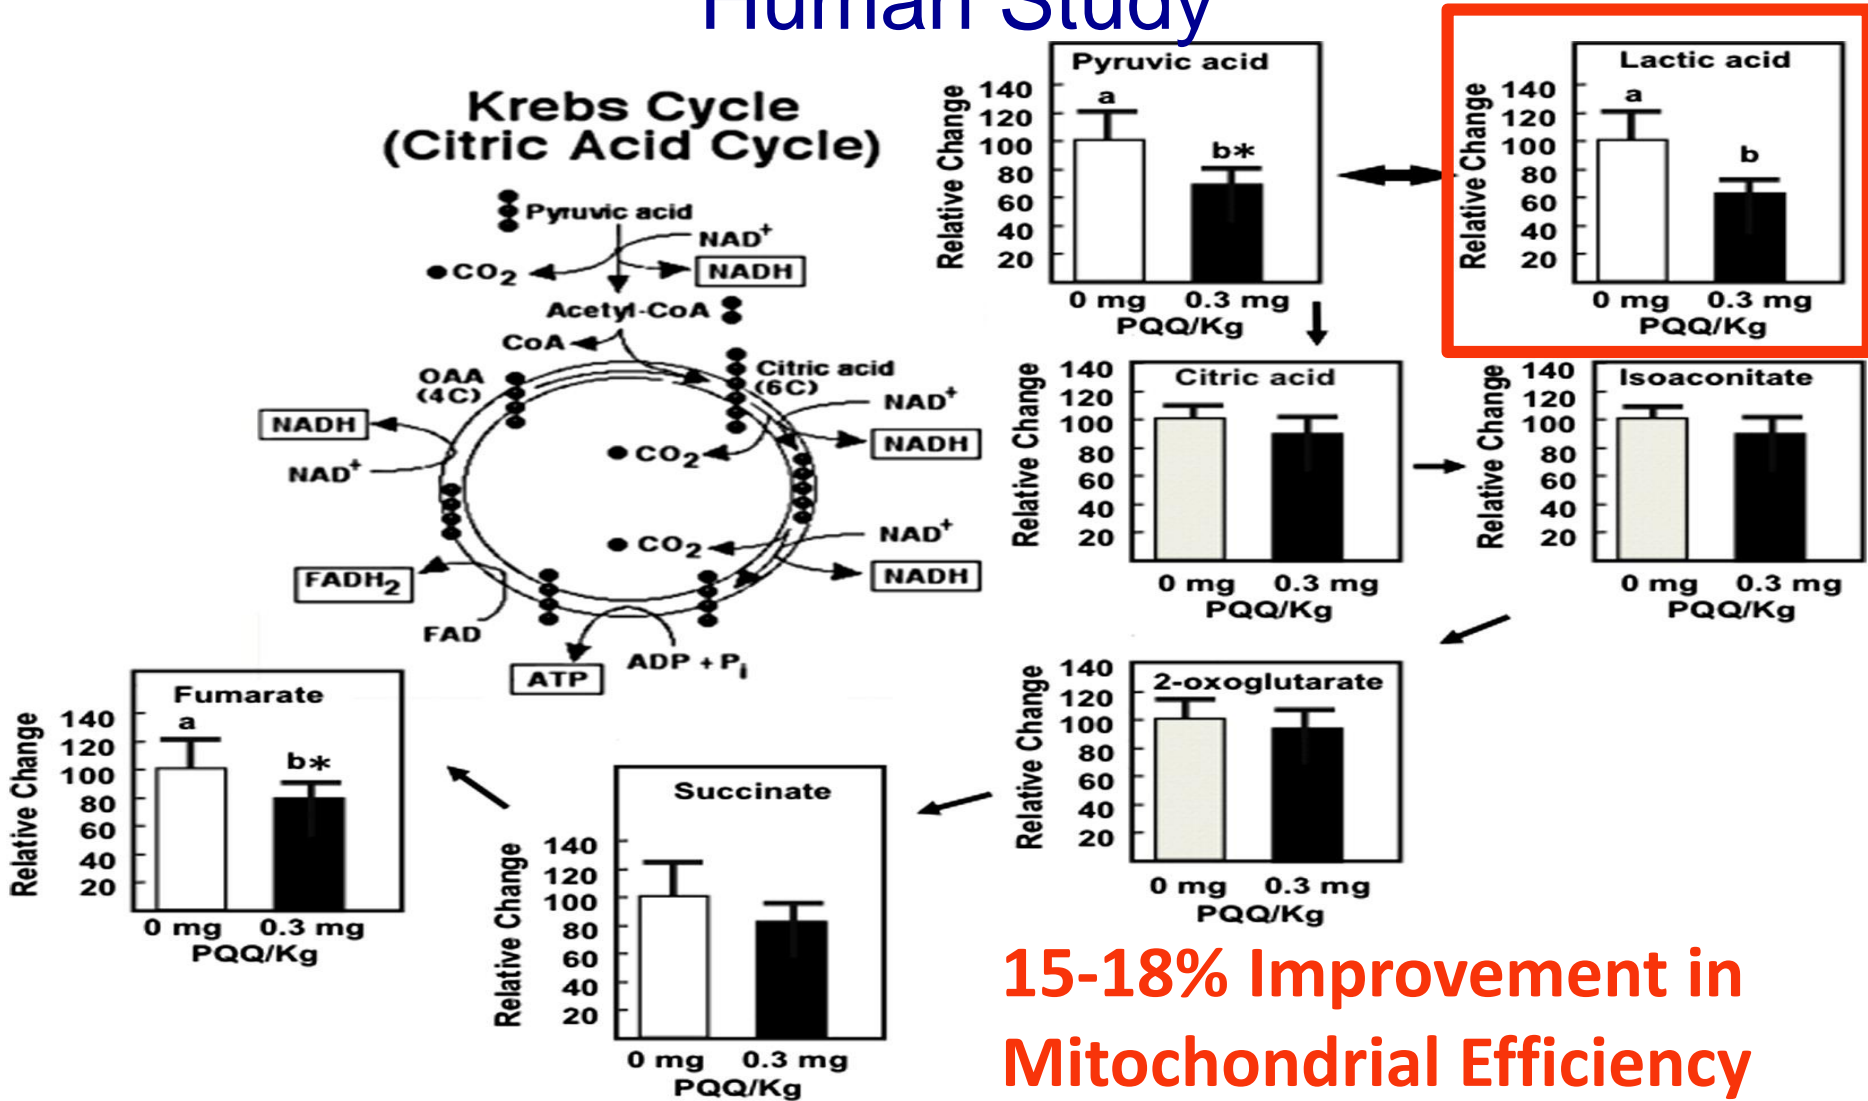 Human Study
Krebs Cycle
(Citric Acid Cycle)
Pyruvic acid
NAD+
CO2
NADH
Acetyl-CoA
CoA
OAA
(4C)
Citric acid
(6C)
NAD+
NADH
CO2
NADH
NAD+
CO2
NAD+
NADH
FADH2
FAD
ADP + Pi
ATP
Pyruvic acid
Relative Change
140
120
100
80
60
40
20
a
b*
0 mg 0.3 mg
PQQ/Kg
Lactic acid
Relative Change
140
120
100
80
60
40
20
a
b
0 mg 0.3 mg
PQQ/Kg
Citric acid
Relative Change
140
120
100
80
60
40
20
0 mg 0.3 mg
PQQ/Kg
Isoaconitate
Relative Change
140
120
100
80
60
40
20
0 mg 0.3 mg
PQQ/Kg
2-oxoglutarate
Relative Change
140
120
100
80
60
40
20
0 mg 0.3 mg
PQQ/Kg
Succinate
Relative Change
140
120
100
80
60
40
20
0 mg 0.3 mg
PQQ/Kg
Fumarate
Relative Change
140
120
100
80
60
40
20
a
b*
0 mg 0.3 mg
PQQ/Kg
15-18% Improvement in
Mitochondrial Efficiency